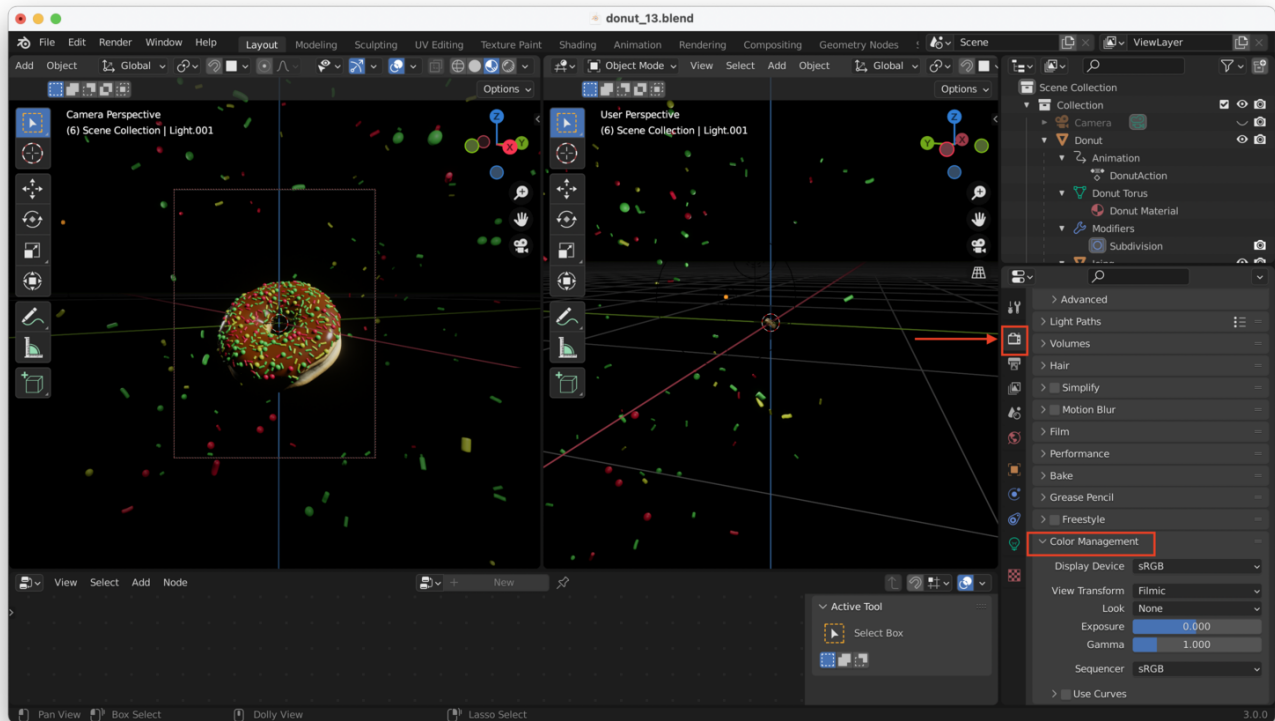 donut_13.blend
File Edit Render Window Help Layout Modeling Sculpting UV Editing Texture Paint Shading Animation Rendering Compositing Geometry Nodes Scene ViewLayer
Add Object Global Options
Camera Perspective
(6) Scene Collection | Light.001
Z
Y
X
Object Mode View Select Add Object Global Options
User Perspective
(6) Scene Collection | Light.001
Z
Y
X
Scene Collection
Collection
Camera
Donut
Animation
DonutAction
Donut Torus
Donut Material
Modifiers
Subdivision
Icing
Advanced
Light Paths
Volumes
Hair
Simplify
Motion Blur
Film
Performance
Bake
Grease Pencil
Freestyle
Color Management
Display Device sRGB
View Transform Filmic
Look None
Exposure 0.000
Gamma 1.000
Sequencer sRGB
Use Curves
View Select Add Node New
Active Tool
Select Box
Pan View Box Select Dolly View Lasso Select 3.0.0